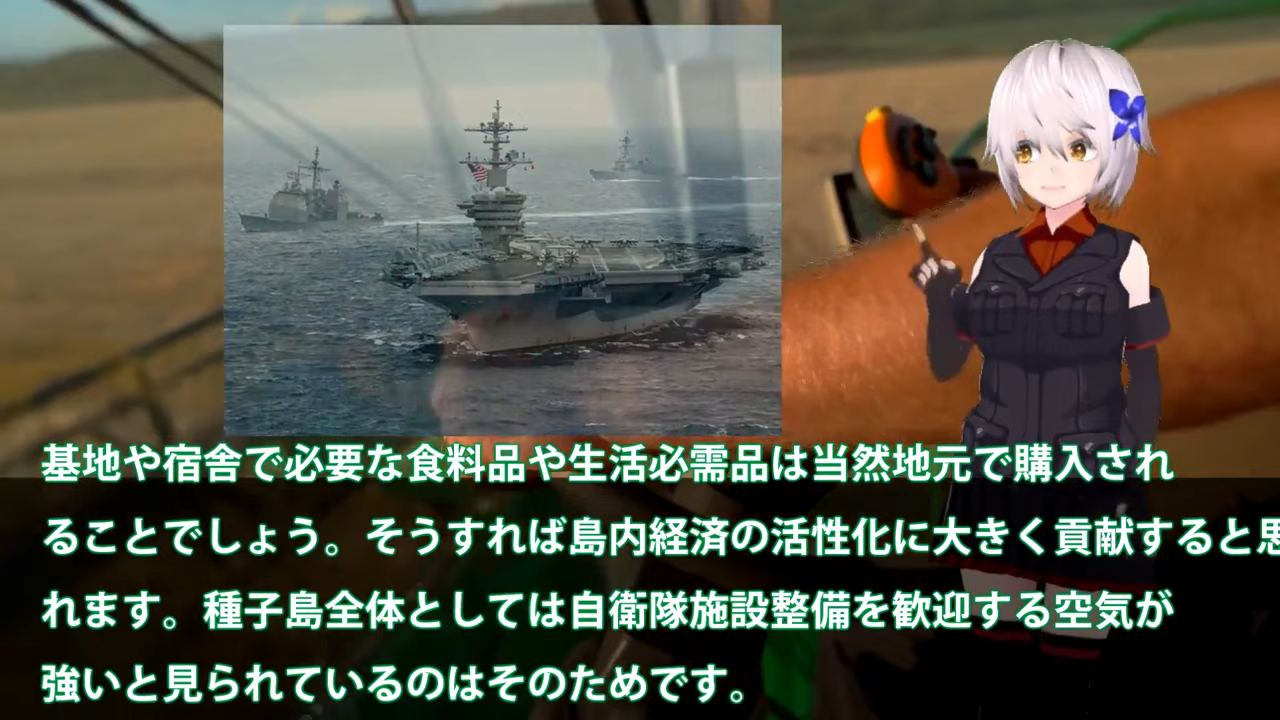 基地や宿舎で必要な食料品や生活必需品は当然地元で購入され
ることでしょう。そうすれば島内経済の活性化に大きく貢献すると思
れます。種子島全体としては自衛隊施設整備を歓迎する空気が
強いと見られているのはそのためです。